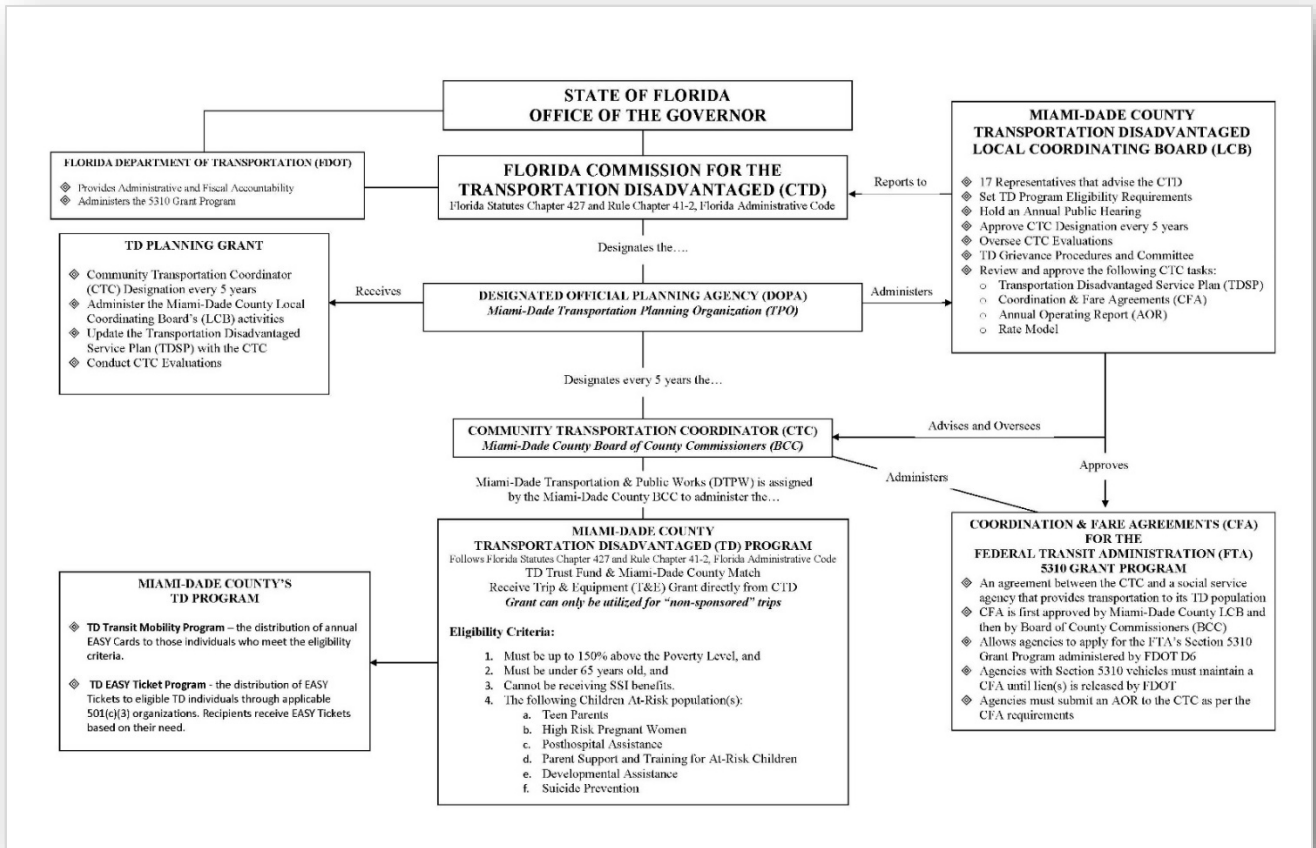 STATE OF FLORIDA
OFFICE OF THE GOVERNOR
FLORIDA DEPARTMENT OF TRANSPORTATION (FDOT)
❖ Provides Administrative and Fiscal Accountability
❖ Administers the 5310 Grant Program
FLORIDA COMMISSION FOR THE
TRANSPORTATION DISADVANTAGED (CTD)
Florida Statutes Chapter 427 and Rule Chapter 41-2, Florida Administrative Code
Reports to
MIAMI-DADE COUNTY
TRANSPORTATION DISADVANTAGED
LOCAL COORDINATING BOARD (LCB)
❖ 17 Representatives that advise the CTD
❖ Set TD Program Eligibility Requirements
❖ Hold an Annual Public Hearing
❖ Approve CTC Designation every 5 years
❖ Oversee CTC Evaluations
❖ TD Grievance Procedures and Committee
❖ Review and approve the following CTC tasks:
o Transportation Disadvantaged Service Plan (TDSP)
o Coordination & Fare Agreements (CFA)
o Annual Operating Report (AOR)
o Rate Model
Designates the….
TD PLANNING GRANT
❖ Community Transportation Coordinator
(CTC) Designation every 5 years
❖ Administer the Miami-Dade County Local
Coordinating Board's (LCB) activities
❖ Update the Transportation Disadvantaged
Service Plan (TDSP) with the CTC
❖ Conduct CTC Evaluations
Receives
DESIGNATED OFFICIAL PLANNING AGENCY (DOPA)
Miami-Dade Transportation Planning Organization (TPO)
Administers
Designates every 5 years the…
COMMUNITY TRANSPORTATION COORDINATOR (CTC)
Miami-Dade County Board of County Commissioners (BCC)
Advises and Oversees
Approves
Administers
Miami-Dade Transportation & Public Works (DTPW) is assigned
by the Miami-Dade County BCC to administer the…
MIAMI-DADE COUNTY
TRANSPORTATION DISADVANTAGED (TD) PROGRAM
Follows Florida Statutes Chapter 427 and Rule Chapter 41-2, Florida Administrative Code
TD Trust Fund & Miami-Dade County Match
Receive Trip & Equipment (T&E) Grant directly from CTD
Grant can only be utilized for “non-sponsored” trips
Eligibility Criteria:
1. Must be up to 150% above the Poverty Level, and
2. Must be under 65 years old, and
3. Cannot be receiving SSI benefits.
4. The following Children At-Risk population(s):
a. Teen Parents
b. High Risk Pregnant Women
c. Posthospital Assistance
d. Parent Support and Training for At-Risk Children
e. Developmental Assistance
f. Suicide Prevention
MIAMI-DADE COUNTY'S
TD PROGRAM
❖ TD Transit Mobility Program – the distribution of annual
EASY Cards to those individuals who meet the eligibility
criteria.
❖ TD EASY Ticket Program - the distribution of EASY
Tickets to eligible TD individuals through applicable
501(c)(3) organizations. Recipients receive EASY Tickets
based on their need.
COORDINATION & FARE AGREEMENTS (CFA)
FOR THE
FEDERAL TRANSIT ADMINISTRATION (FTA)
5310 GRANT PROGRAM
❖ An agreement between the CTC and a social service
agency that provides transportation to its TD population
❖ CFA is first approved by Miami-Dade County LCB and
then by Board of County Commissioners (BCC)
❖ Allows agencies to apply for the FTA's Section 5310
Grant Program administered by FDOT D6
❖ Agencies with Section 5310 vehicles must maintain a
CFA until lien(s) is released by FDOT
❖ Agencies must submit an AOR to the CTC as per the
CFA requirements